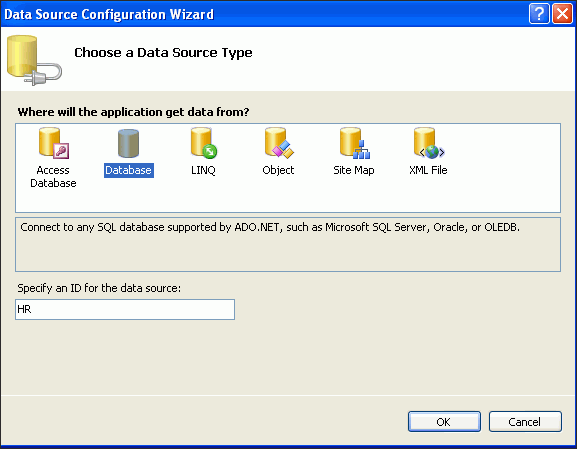 Data Source Configuration Wizard
?
Choose a Data Source Type
Where will the application get data from?
Access Database
Database
LINQ
Object
Site Map
XML File
Connect to any SQL database supported by ADO.NET, such as Microsoft SQL Server, Oracle, or OLEDB.
Specify an ID for the data source:
HR
OK
Cancel